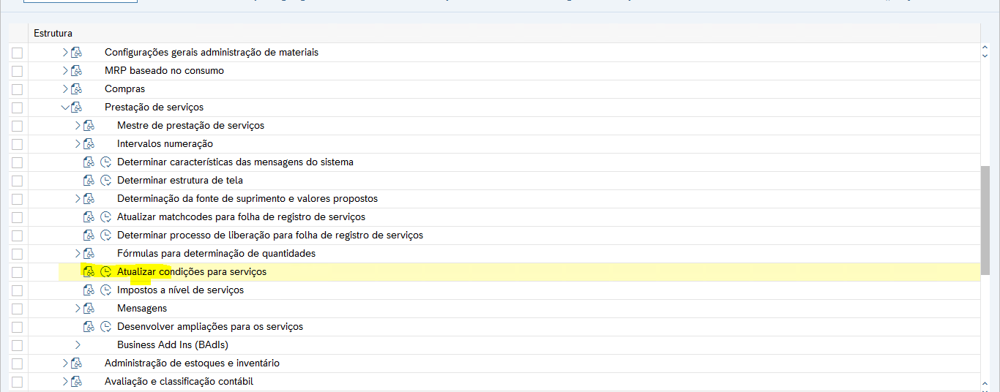 Estrutura
Configurações gerais administração de materiais
MRP baseado no consumo
Compras
Prestação de serviços
Mestre de prestação de serviços
Intervalos numeração
Determinar características das mensagens do sistema
Determinar estrutura de tela
Determinação da fonte de suprimento e valores propostos
Atualizar matchcodes para folha de registro de serviços
Determinar processo de liberação para folha de registro de serviços
Fórmulas para determinação de quantidades
Atualizar condições para serviços
Impostos a nível de serviços
Mensagens
Desenvolver ampliações para os serviços
Business Add Ins (BAdIs)
Administração de estoques e inventário
Avaliação e classificação contábil